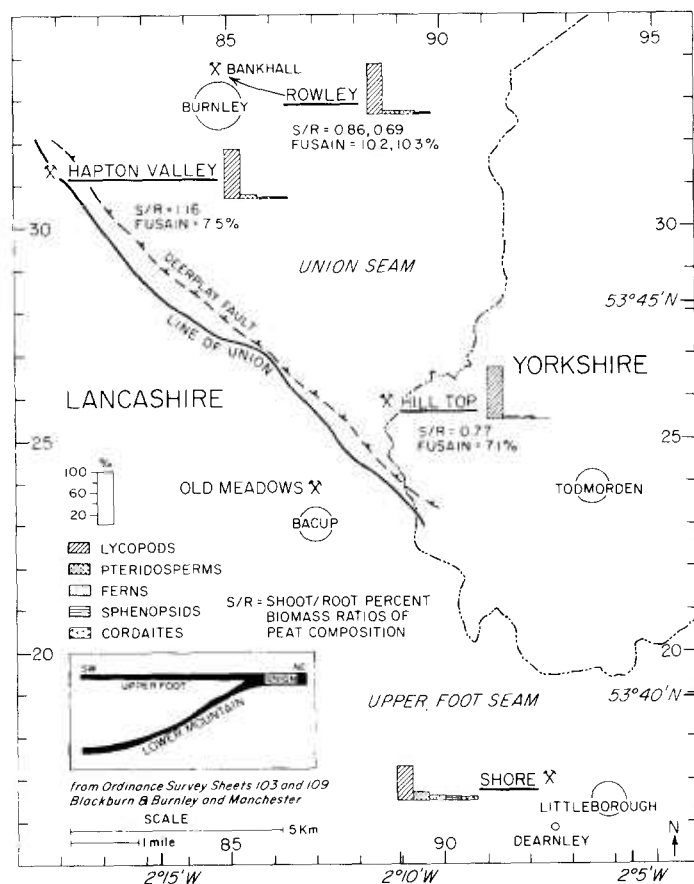 85
90
95
BANKHALL
BURNLEY
ROWLEY
S/R = 0.86, 0.69
FUSAIN = 10.2, 10.3%
HAPTON VALLEY
S/R = 1.16
FUSAIN = 7.5%
30
30
UNION SEAM
53°45'N
DEERPLAY FAULT
LINE OF UNION
YORKSHIRE
LANCASHIRE
HILL TOP
S/R = 0.77
FUSAIN = 7.1%
25
25
%
100
60
20
OLD MEADOWS
BACUP
TODMORDEN
LYCOPODS
PTERIDOSPERMS
FERNS
SPHENOPSIDS
CORDAITES
S/R = SHOOT/ROOT PERCENT
BIOMASS RATIOS OF
PEAT COMPOSITION
20
20
SW
NE
UPPER FOOT
UNION
LOWER MOUNTAIN
UPPER FOOT SEAM
53°40'N
from Ordinance Survey Sheets 103 and 109
Blackburn & Burnley and Manchester
SCALE
5 Km
1 mile
SHORE
LITTLEBOROUGH
DEARNLEY
N
85
90
2°15'W
2°10'W
2°5'W